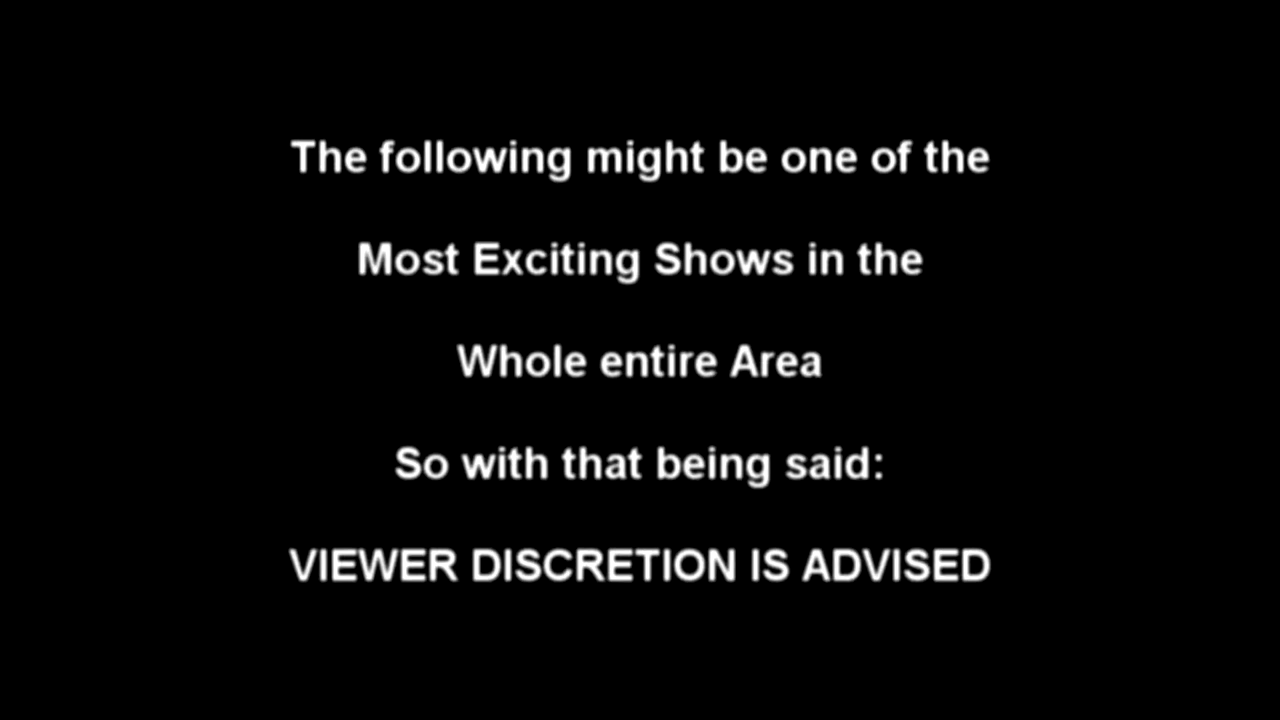 The following might be one of the
Most Exciting Shows in the
Whole entire Area
So with that being said:
VIEWER DISCRETION IS ADVISED